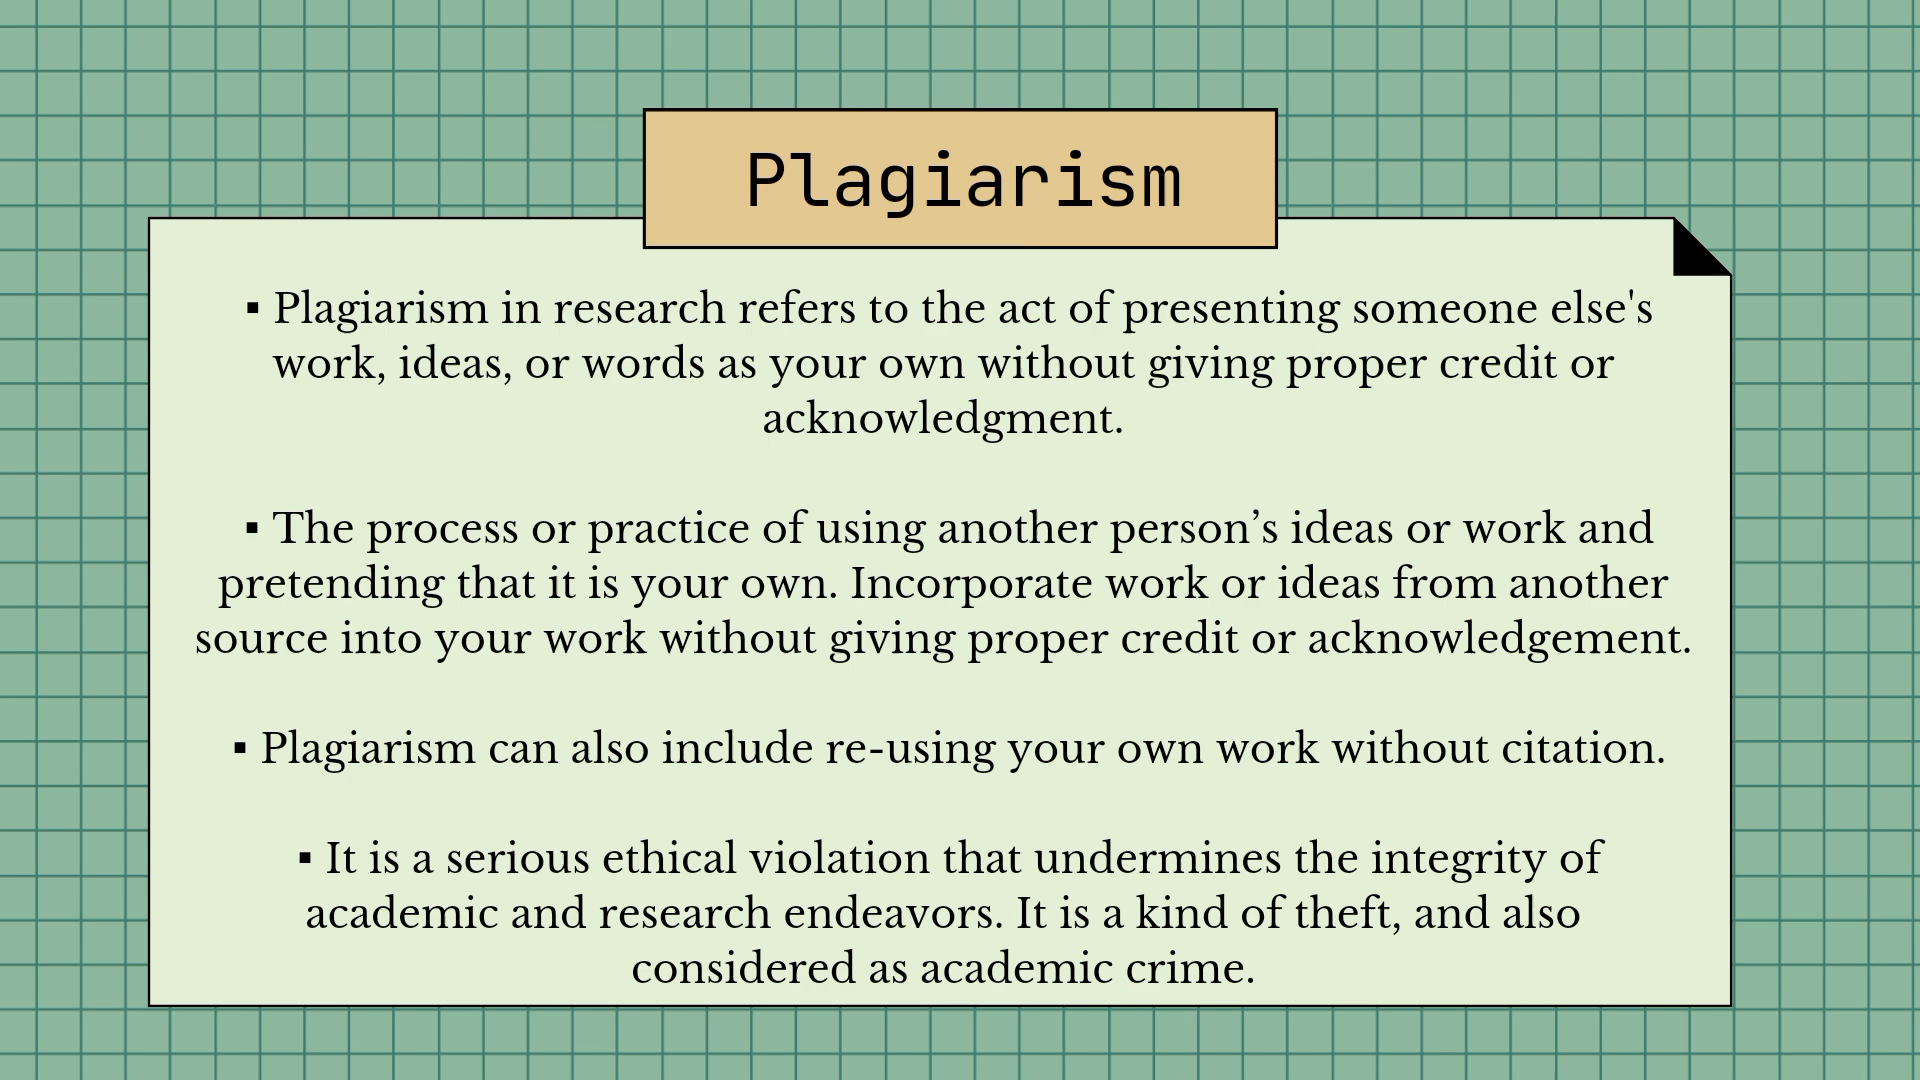 Plagiarism
▪ Plagiarism in research refers to the act of presenting someone else's
work, ideas, or words as your own without giving proper credit or
acknowledgment.
▪ The process or practice of using another person’s ideas or work and
pretending that it is your own. Incorporate work or ideas from another
source into your work without giving proper credit or acknowledgement.
▪ Plagiarism can also include re-using your own work without citation.
▪ It is a serious ethical violation that undermines the integrity of
academic and research endeavors. It is a kind of theft, and also
considered as academic crime.